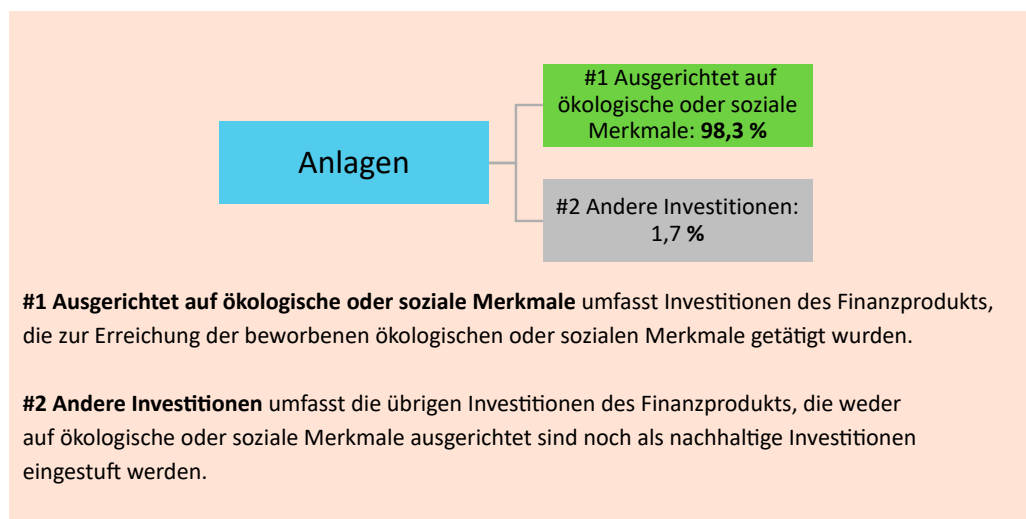 #1 Ausgerichtet auf
ökologische oder soziale
Merkmale: 98,3 %
Anlagen
#2 Andere Investitionen:
1,7 %
#1 Ausgerichtet auf ökologische oder soziale Merkmale umfasst Investitionen des Finanzprodukts,
die zur Erreichung der beworbenen ökologischen oder sozialen Merkmale getätigt wurden.
#2 Andere Investitionen umfasst die übrigen Investitionen des Finanzprodukts, die weder
auf ökologische oder soziale Merkmale ausgerichtet sind noch als nachhaltige Investitionen
eingestuft werden.